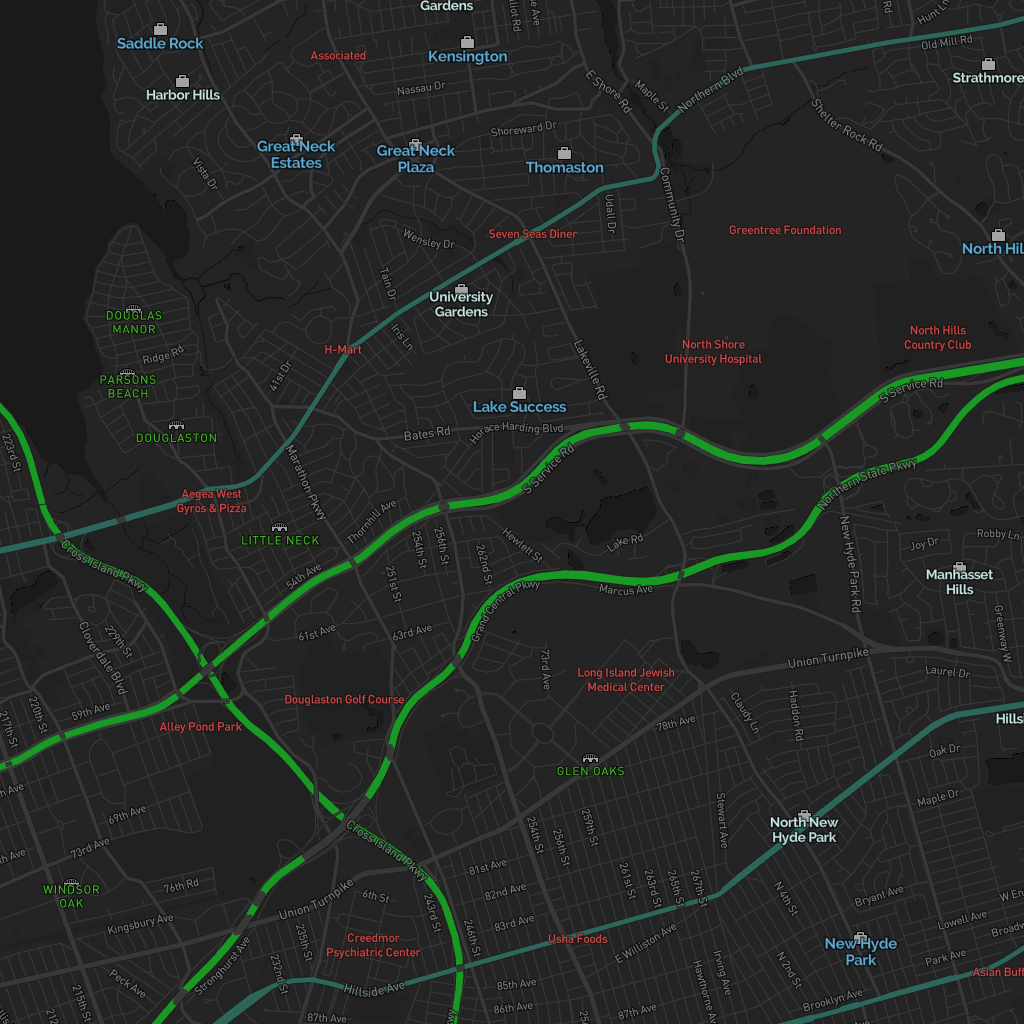 Gardens
Saddle Rock
Associated
Kensington
Hunt Ln
Old Mill Rd
Strathmore
Harbor Hills
Nassau Dr
E Shore Rd
Maple St
Northern Blvd
Shelter Rock Rd
Shoreward Dr
Great Neck
Estates
Great Neck
Plaza
Thomaston
Vista Dr
Community Dr
Udall Dr
Wensley Dr
Seven Seas Diner
Greentree Foundation
North Hil
Tain Dr
University
Gardens
DOUGLAS
MANOR
Iris Ln
H-Mart
Ridge Rd
41st Dr
North Shore
University Hospital
North Hills
Country Club
PARSONS
BEACH
Lakeville Rd
S Service Rd
Lake Success
223rd St
DOUGLASTON
Bates Rd
Horace Harding Blvd
S Service Rd
Marathon Pkwy
Northern State Pkwy
Aegea West
Gyros & Pizza
Thornhill Ave
LITTLE NECK
254th St
256th St
262nd St
Hewlett St
Lake Rd
New Hyde Park Rd
Joy Dr
Robby Ln
Cross Island Pkwy
54th Ave
251st St
Grand Central Pkwy
Marcus Ave
Manhasset
Hills
Greenway W
Cloverdale Blvd
229th St
61st Ave
63rd Ave
73rd Ave
Union Turnpike
Laurel Dr
Long Island Jewish
Medical Center
217th St
220th St
59th Ave
Douglaston Golf Course
Claudy Ln
Haddon Rd
Alley Pond Park
78th Ave
Hills
Oak Dr
GLEN OAKS
Maple Dr
69th Ave
73rd Ave
Cross Island Pkwy
254th St
256th St
259th St
Stewart Ave
North New
Hyde Park
81st Ave
261st St
263rd St
265th St
267th St
WINDSOR
OAK
76th Rd
Union Turnpike
6th St
82nd Ave
243rd St
N 4th St
Bryant Ave
Kingsbury Ave
83rd Ave
246th St
Lowell Ave
235th St
Creedmor
Psychiatric Center
Usha Foods
E Williston Ave
New Hyde
Park
Park Ave
Stronghurst Ave
232nd St
Peck Ave
215th St
Hillside Ave
85th Ave
86th Ave
87th Ave
87th Ave
Hawthorne Av
Irving Ave
N 2nd St
Brooklyn Ave
Asian Buff